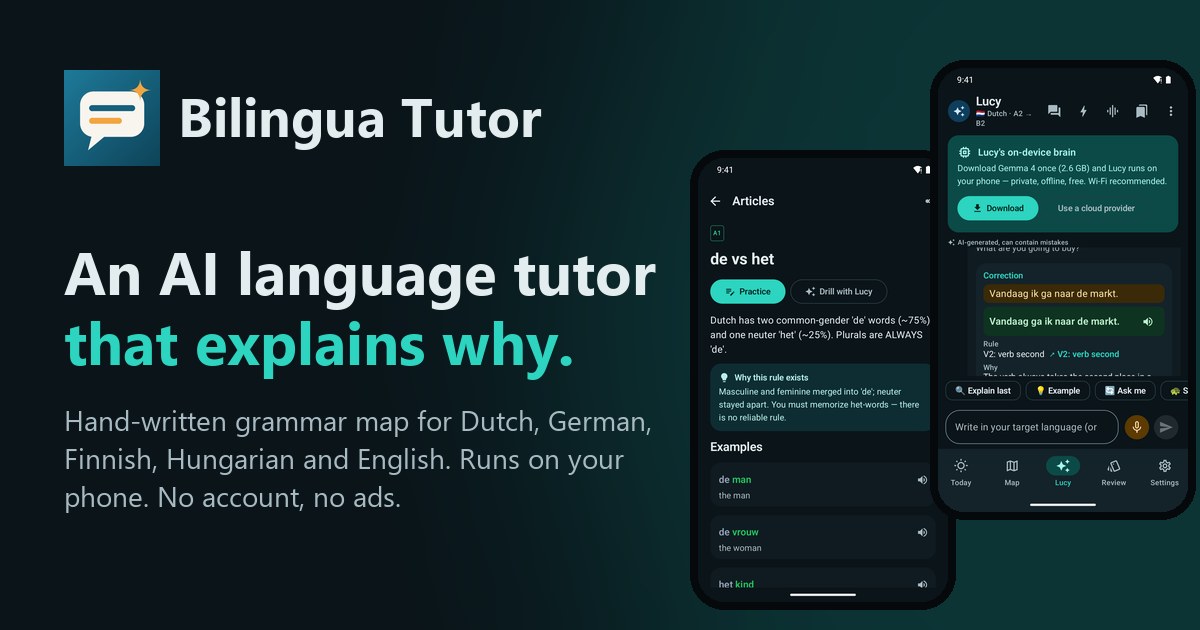 Bilingua Tutor
An AI language tutor
that explains why.
Hand-written grammar map for Dutch, German,
Finnish, Hungarian and English. Runs on your
phone. No account, no ads.
9:41
Articles
A1
de vs het
Practice
Drill with Lucy
Dutch has two common-gender 'de' words (~75%)
and one neuter 'het' (~25%). Plurals are ALWAYS
'de'.
Why this rule exists
Masculine and feminine merged into 'de'; neuter
stayed apart. You must memorize het-words — there
is no reliable rule.
Examples
de man
the man
de vrouw
the woman
het kind
9:41
Lucy
Dutch · A2 →
B2
Lucy's on-device brain
Download Gemma 4 once (2.6 GB) and Lucy runs on
your phone — private, offline, free. Wi-Fi recommended.
Download
Use a cloud provider
AI-generated, can contain mistakes
What are you going to buy?
Correction
Vandaag ik ga naar de markt.
Vandaag ga ik naar de markt.
Rule
V2: verb second ↗ V2: verb second
Why
The verb always takes the second place in a
Explain last
Example
Ask me
S
Write in your target language (or
Today
Map
Lucy
Review
Settings